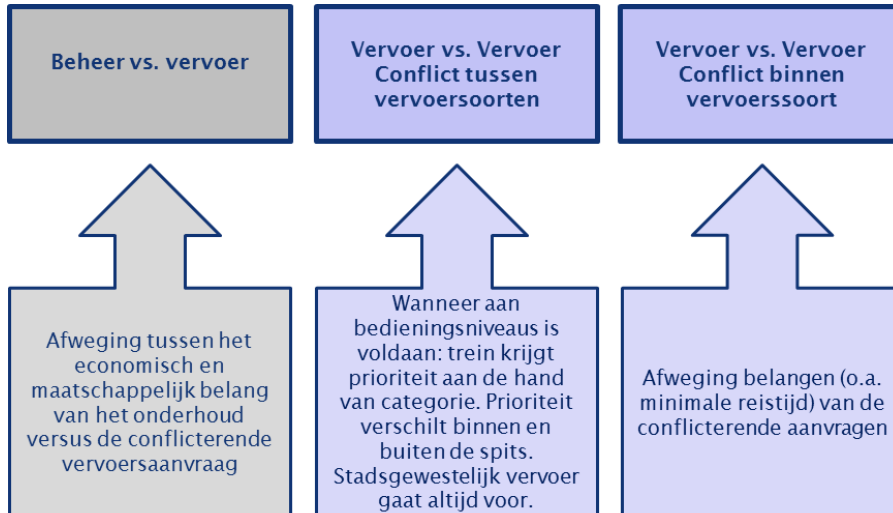 Beheer vs. vervoer
Vervoer vs. Vervoer
Conflict tussen
vervoersoorten
Vervoer vs. Vervoer
Conflict binnen
vervoerssoort
Afweging tussen het
economisch en
maatschappelijk belang
van het onderhoud
versus de conflicterende
vervoersaanvraag
Wanneer aan
bedieningsniveaus is
voldaan: trein krijgt
prioriteit aan de hand
van categorie. Prioriteit
verschilt binnen en
buiten de spits.
Stadsgewestelijk vervoer
gaat altijd voor.
Afweging belangen (o.a.
minimale reistijd) van de
conflicterende aanvragen